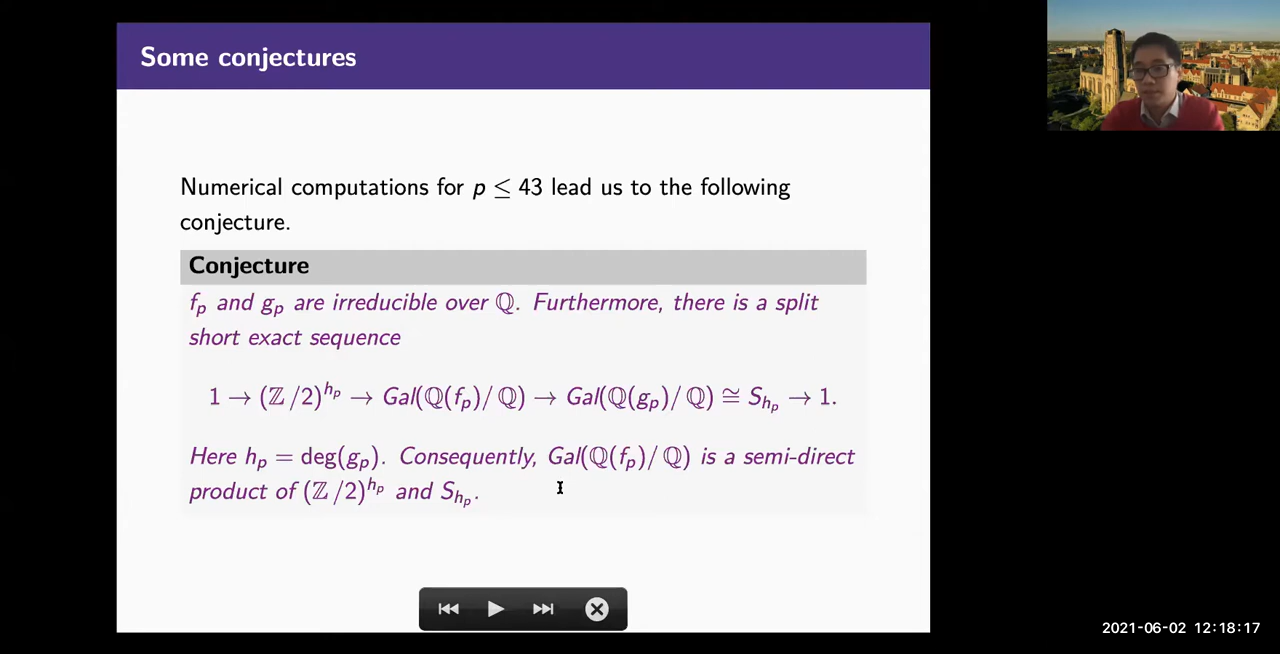 Some conjectures
Numerical computations for p ≤ 43 lead us to the following
conjecture.
Conjecture
f_p and g_p are irreducible over ℚ. Furthermore, there is a split
short exact sequence
1 → (ℤ/2)^{h_p} → Gal(ℚ(f_p)/ℚ) → Gal(ℚ(g_p)/ℚ) ≅ S_{h_p} → 1.
Here h_p = deg(g_p). Consequently, Gal(ℚ(f_p)/ℚ) is a semi-direct
product of (ℤ/2)^{h_p} and S_{h_p}.
2021-06-02 12:18:17